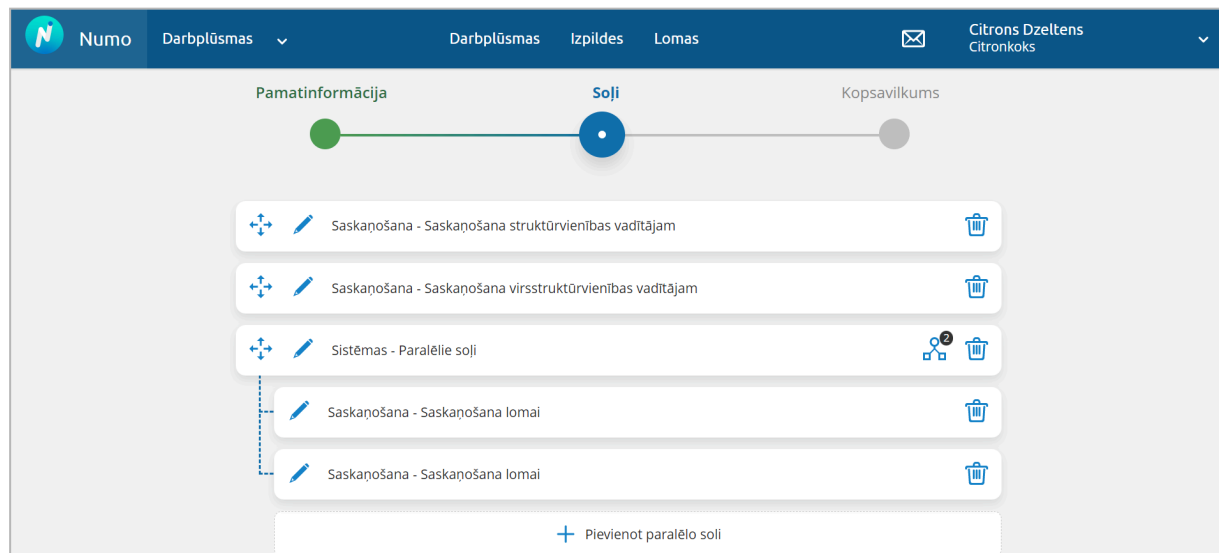 Numo Darbplūsmas Darbplūsmas Izpildes Lomas Citrons Dzeltens
Citronkoks
Pamatinformācija Soļi Kopsavilkums
Saskaņošana - Saskaņošana struktūrvienības vadītājam
Saskaņošana - Saskaņošana virsstruktūrvienības vadītājam
Sistēmas - Paralēlie soļi 2
Saskaņošana - Saskaņošana lomai
Saskaņošana - Saskaņošana lomai
Pievienot paralēlo soli